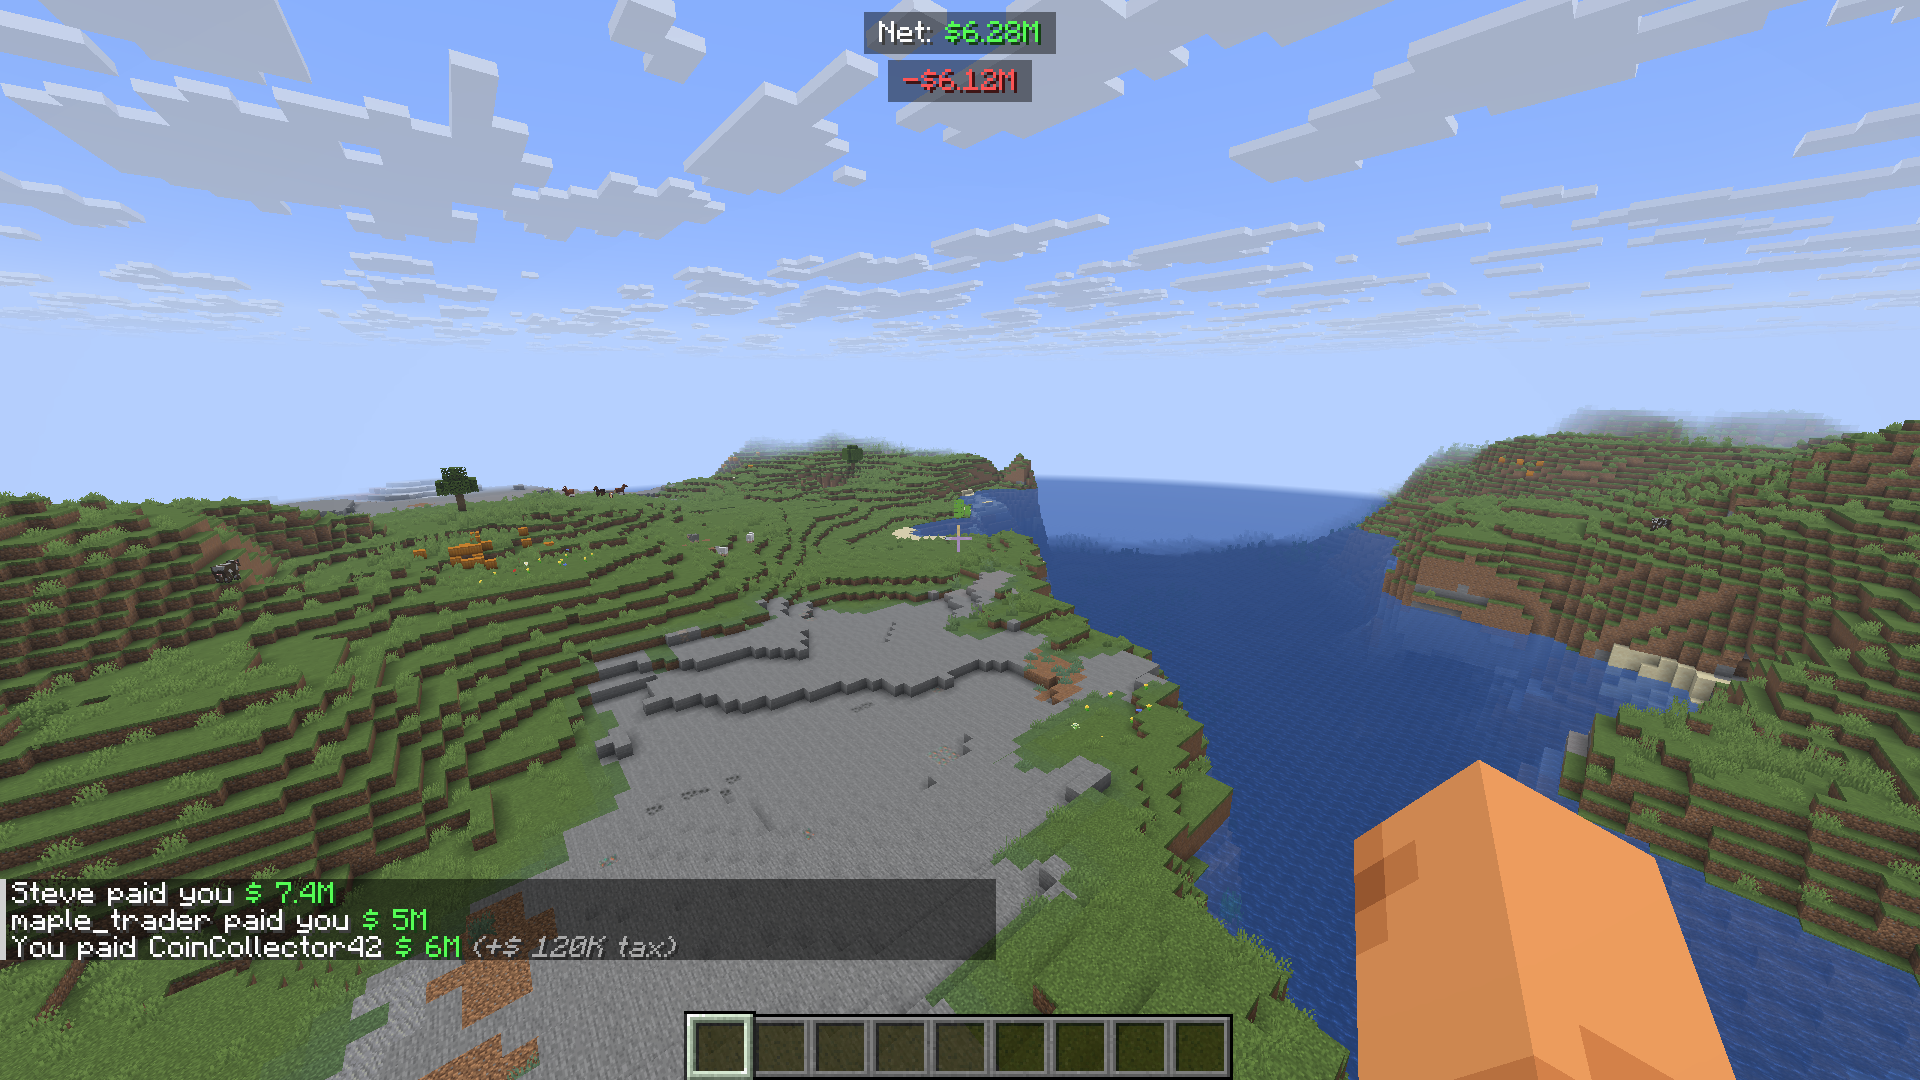 Net: $6.28M
-$6.12M
Steve paid you $ 7.4M
maple_trader paid you $ 5M
You paid CoinCollector42 $ 6M (+$ 120K tax)